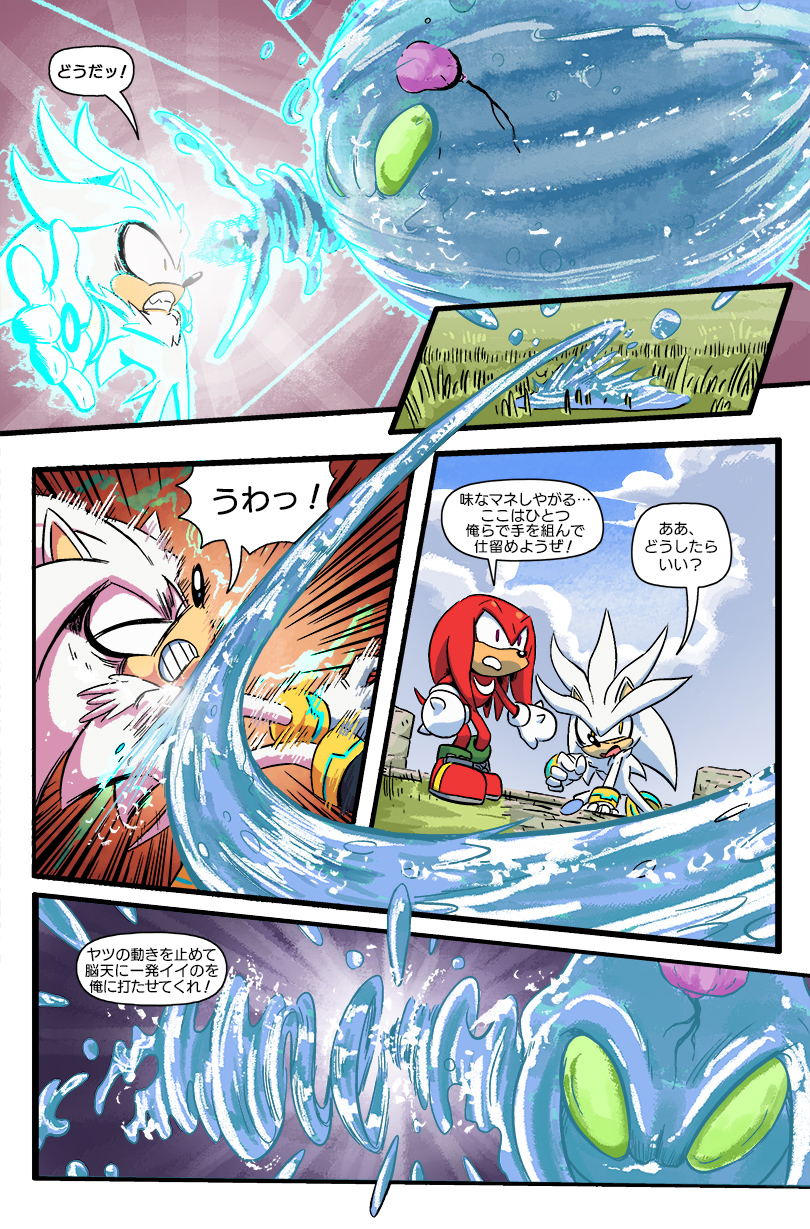 どうだッ！
うわっ！
味なマネしやがる…
ここはひとつ
俺らで手を組んで
仕留めようぜ！
ああ、
どうしたら
いい？
ヤツの動きを止めて
脳天に一発イイのを
俺に打たせてくれ！